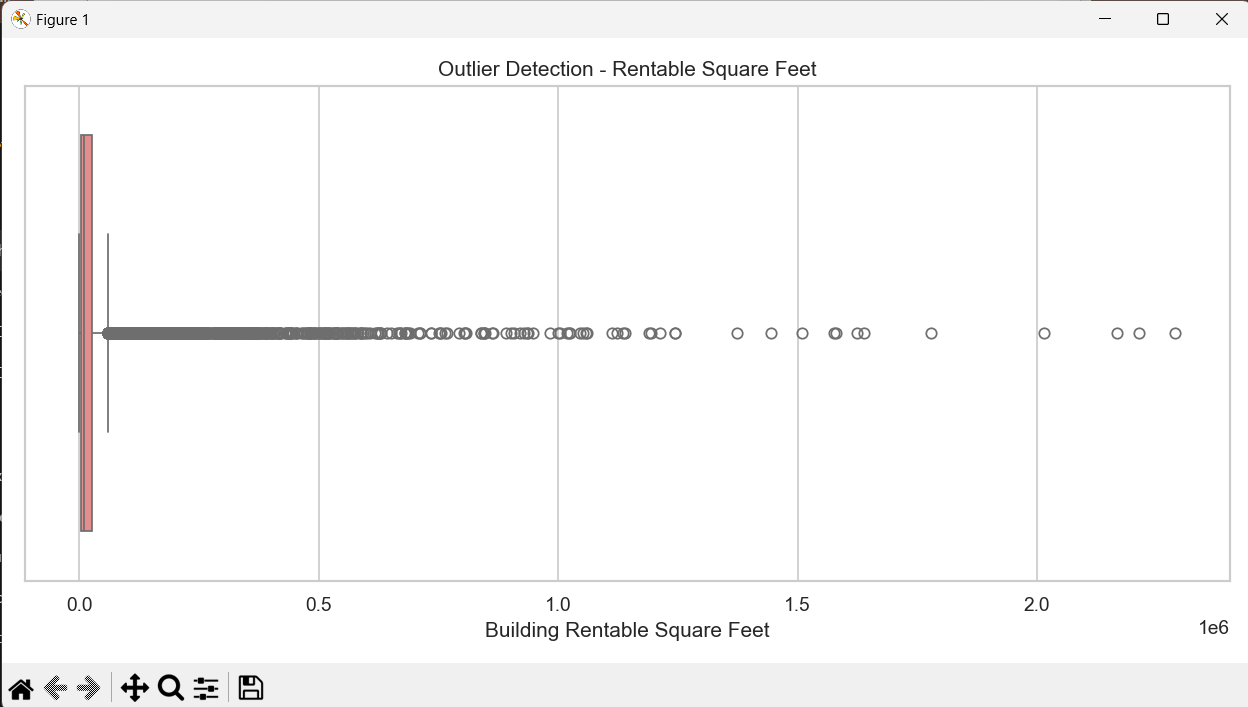 Figure 1
Outlier Detection - Rentable Square Feet
0.0 0.5 1.0 1.5 2.0
Building Rentable Square Feet
1e6